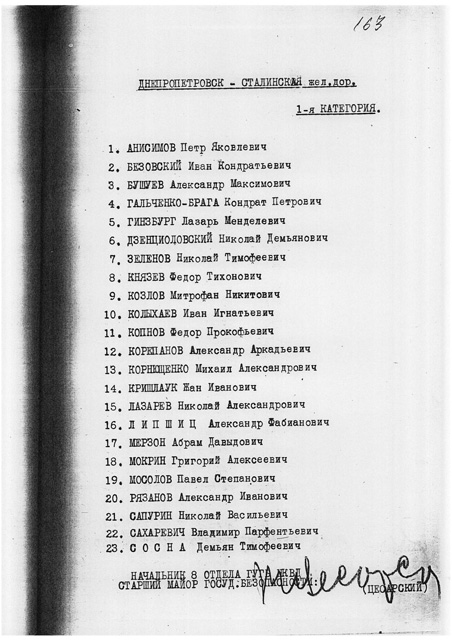 163
ДНЕПРОПЕТРОВСК - СТАЛИНСКАЯ жел.дор.
1-я КАТЕГОРИЯ.
1. АНИСИМОВ Петр Яковлевич
2. БЕЗОВСКИЙ Иван Кондратьевич
3. БУШУЕВ Александр Максимович
4. ГАЛЬЧЕНКО-БРАГА Кондрат Петрович
5. ГИНЗБУРГ Лазарь Менделевич
6. ДЗЕНЦИОЛОВСКИЙ Николай Демьянович
7. ЗЕЛЕНОВ Николай Тимофеевич
8. КНЯЗЕВ Федор Тихонович
9. КОЗЛОВ Митрофан Никитович
10. КОЛЫХАЕВ Иван Игнатьевич
11. КОПНОВ Федор Прокофьевич
12. КОРЕПАНОВ Александр Аркадьевич
13. КОРНЮЩЕНКО Михаил Александрович
14. КРИШЛАУК Жан Иванович
15. ЛАЗАРЕВ Николай Александрович
16. Л И П Ш И Ц Александр Фабианович
17. МЕРЗОН Абрам Давыдович
18. МОКРИН Григорий Алексеевич
19. МОСОЛОВ Павел Степанович
20. РЯЗАНОВ Александр Иванович
21. САПУРИН Николай Васильевич
22. САХАРЕВИЧ Владимир Парфентьевич
23. С О С Н А Демьян Тимофеевич
НАЧАЛЬНИК 8 ОТДЕЛА ГУГБ НКВД
СТАРШИЙ МАЙОР ГОСУД.БЕЗОПАСНОСТИ:
(ЦЕСАРСКИЙ)